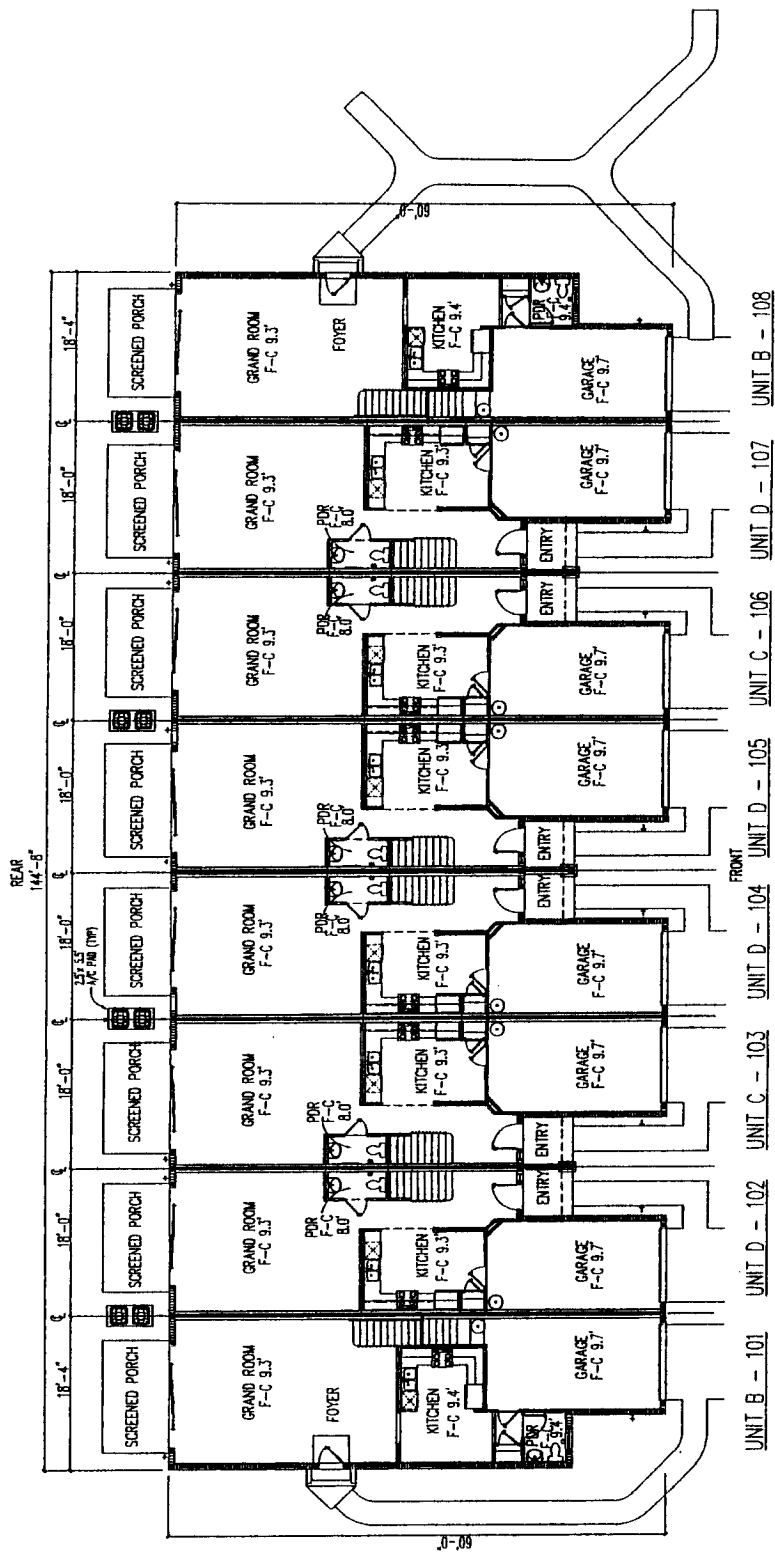 REAR
144'-8"
18'-4"
18'-0"
18'-0"
18'-0"
18'-0"
18'-0"
18'-0"
18'-4"
℄
℄
℄
℄
℄
℄
℄
2.5' x 5.5'
A/C PAD (TYP)
SCREENED PORCH
SCREENED PORCH
SCREENED PORCH
SCREENED PORCH
SCREENED PORCH
SCREENED PORCH
SCREENED PORCH
SCREENED PORCH
60'-0"
60'-0"
GRAND ROOM
F-C 9.3'
GRAND ROOM
F-C 9.3'
GRAND ROOM
F-C 9.3'
GRAND ROOM
F-C 9.3'
GRAND ROOM
F-C 9.3'
GRAND ROOM
F-C 9.3'
GRAND ROOM
F-C 9.3'
GRAND ROOM
F-C 9.3'
FOYER
FOYER
PDR
F-C
8.0'
PDR
F-C
8.0'
PDR
F-C
8.0'
PDR
F-C
8.0'
PDR
F-C
8.0'
PDR
F-C
8.0'
KITCHEN
F-C 9.4'
KITCHEN
F-C 9.3'
KITCHEN
F-C 9.3'
KITCHEN
F-C 9.3'
KITCHEN
F-C 9.3'
KITCHEN
F-C 9.3'
KITCHEN
F-C 9.3'
KITCHEN
F-C 9.4'
PDR
F-C
9.4'
PDR
F-C
9.4'
ENTRY
ENTRY
ENTRY
ENTRY
ENTRY
ENTRY
GARAGE
F-C 9.7'
GARAGE
F-C 9.7'
GARAGE
F-C 9.7'
GARAGE
F-C 9.7'
GARAGE
F-C 9.7'
GARAGE
F-C 9.7'
GARAGE
F-C 9.7'
GARAGE
F-C 9.7'
FRONT
UNIT B - 101
UNIT D - 102
UNIT C - 103
UNIT D - 104
UNIT D - 105
UNIT C - 106
UNIT D - 107
UNIT B - 108